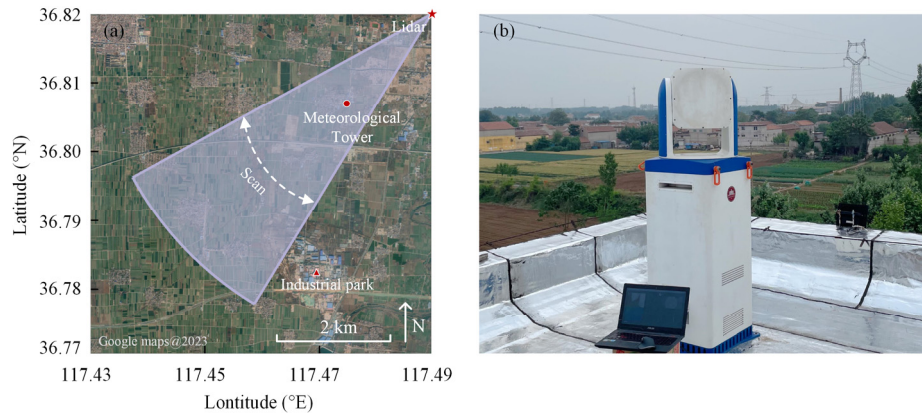 (a)
Lidar
Meteorological
Tower
Scan
Industrial park
2 km
N
Google maps@2023
36.82
36.81
36.80
36.79
36.78
36.77
Latitude (°N)
117.43
117.45
117.47
117.49
Lontitude (°E)
(b)